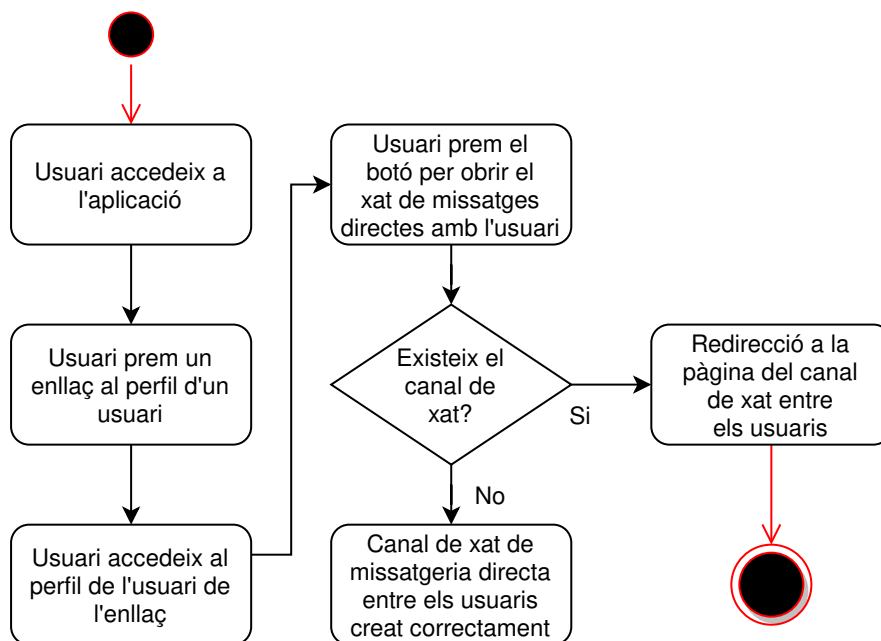 Usuari accedeix a
l'aplicació
Usuari prem un
enllaç al perfil d'un
usuari
Usuari accedeix al
perfil de l'usuari de
l'enllaç
Usuari prem el
botó per obrir el
xat de missatges
directes amb l'usuari
Existeix el
canal de
xat?
Si
No
Redirecció a la
pàgina del canal
de xat entre
els usuaris
Canal de xat de
missatgeria directa
entre els usuaris
creat correctament